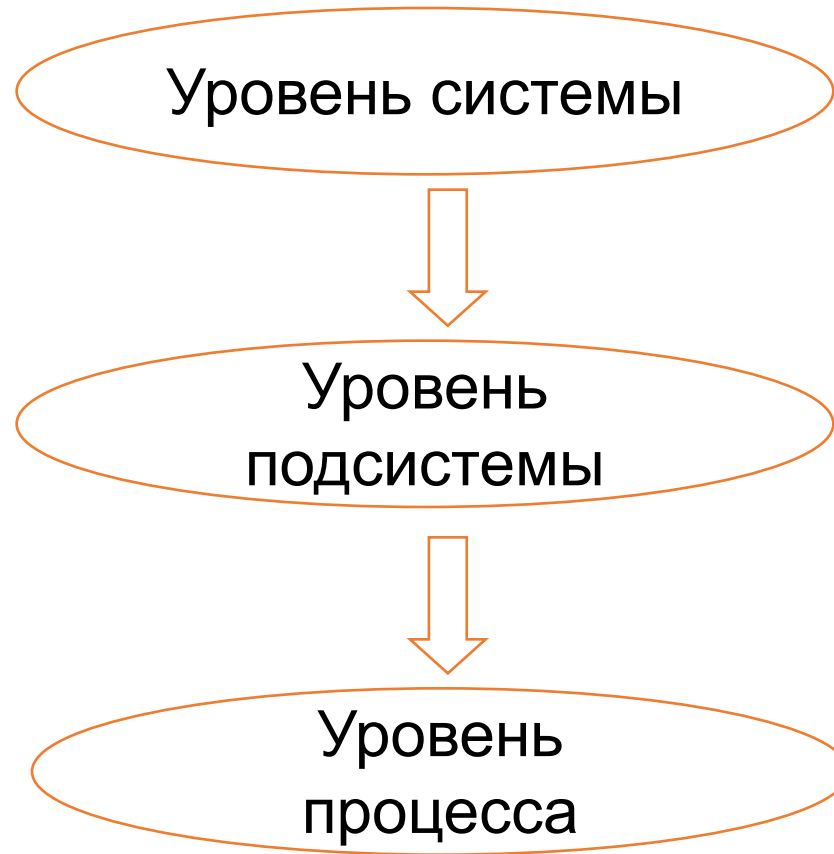 Уровень системы
Уровень
подсистемы
Уровень
процесса